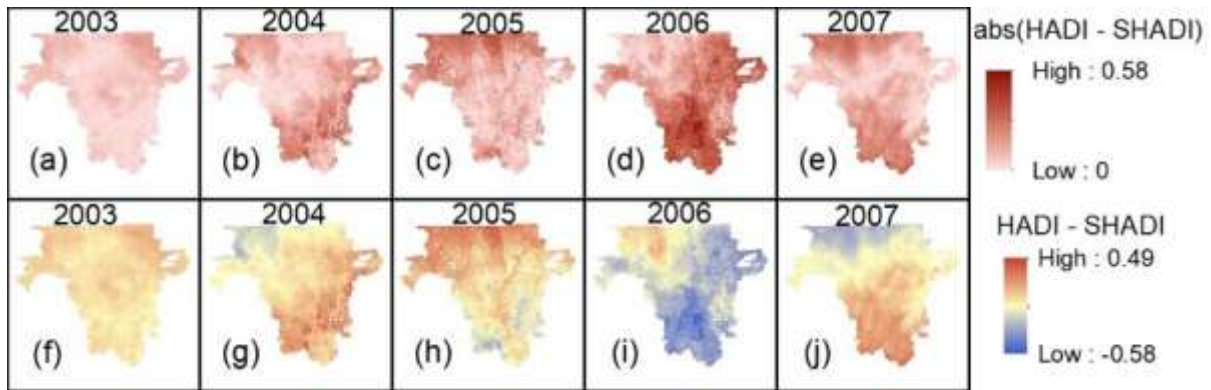 2003 2004 2005 2006 2007
abs(HADI - SHADI)
High : 0.58
Low : 0
(a) (b) (c) (d) (e)
2003 2004 2005 2006 2007
HADI - SHADI
High : 0.49
Low : -0.58
(f) (g) (h) (i) (j)